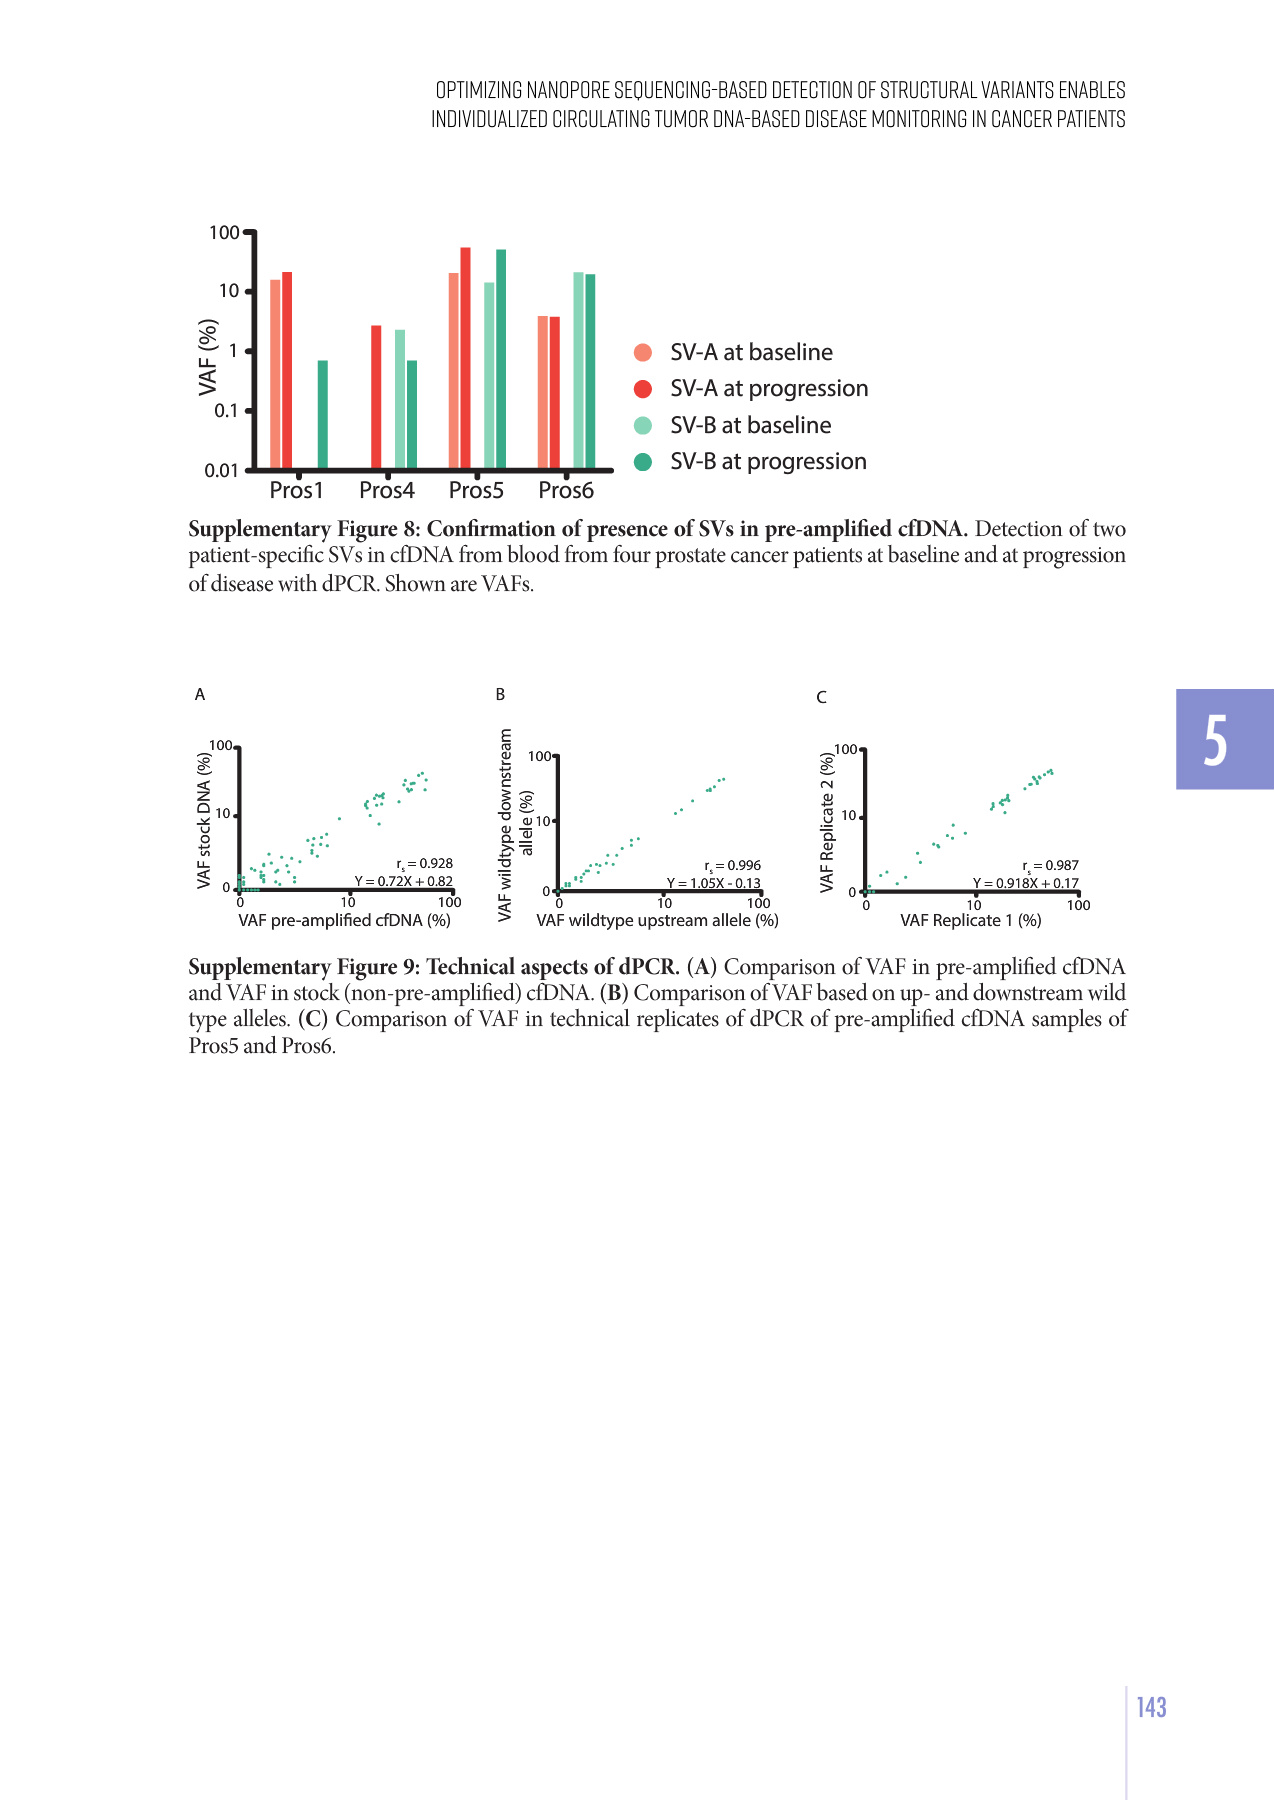 OPTIMIZING NANOPORE SEQUENCING-BASED DETECTION OF STRUCTURAL VARIANTS ENABLES
INDIVIDUALIZED CIRCULATING TUMOR DNA-BASED DISEASE MONITORING IN CANCER PATIENTS
100
10
1
0.1
0.01
VAF (%)
Pros1 Pros4 Pros5 Pros6
SV-A at baseline
SV-A at progression
SV-B at baseline
SV-B at progression
Supplementary Figure 8: Confirmation of presence of SVs in pre-amplified cfDNA. Detection of two
patient-specific SVs in cfDNA from blood from four prostate cancer patients at baseline and at progression
of disease with dPCR. Shown are VAFs.
A
VAF stock DNA (%)
100
10
0
rs = 0.928
Y = 0.72X + 0.82
0 10 100
VAF pre-amplified cfDNA (%)
B
VAF wildtype downstream
allele (%)
100
10
0
rs = 0.996
Y = 1.05X - 0.13
0 10 100
VAF wildtype upstream allele (%)
C
VAF Replicate 2 (%)
100
10
0
rs = 0.987
Y = 0.918X + 0.17
0 10 100
VAF Replicate 1 (%)
5
Supplementary Figure 9: Technical aspects of dPCR. (A) Comparison of VAF in pre-amplified cfDNA
and VAF in stock (non-pre-amplified) cfDNA. (B) Comparison of VAF based on up- and downstream wild
type alleles. (C) Comparison of VAF in technical replicates of dPCR of pre-amplified cfDNA samples of
Pros5 and Pros6.
143